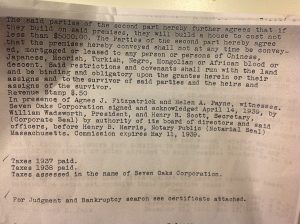 The said parties of the second part hereby further agrees that if
they build on said premises, they will build a house to cost not
less than $5000.00. The Parties of the second part hereby agree
that the premises hereby conveyed shall not at any time be convey-
ed, mortgaged or leased to any person or persons of Chinese,
Japanese, Moorish, Turkish, Negro, Mongolian or African blood or
descent. Said restrictions and covenants shall run with the land
and be binding and obligatory upon the grantee herein or their
assigns and to the survivor of said parties and the heirs and
assigns of the survivor.
Revenue Stamp $.50
In presence of Agnes J. Fitzpatrick and Helen A. Payne, witnesses.
Seven Oaks Corporation signed and acknowledged April 14, 1939, by
William Wadsworth, President, and Henry R. Scott, Secretary,
(Corporate Seal) by authority of its board of directors and said
officers, before Henry B. Harris, Notary Public (Notarial Seal)
Massachusetts. Commission expires May 11, 1939.
Taxes 1937 paid.
Taxes 1938 paid.
Taxes assessed in the name of Seven Oaks Corporation.
For Judgment and Bankruptcy search see certificate attached.